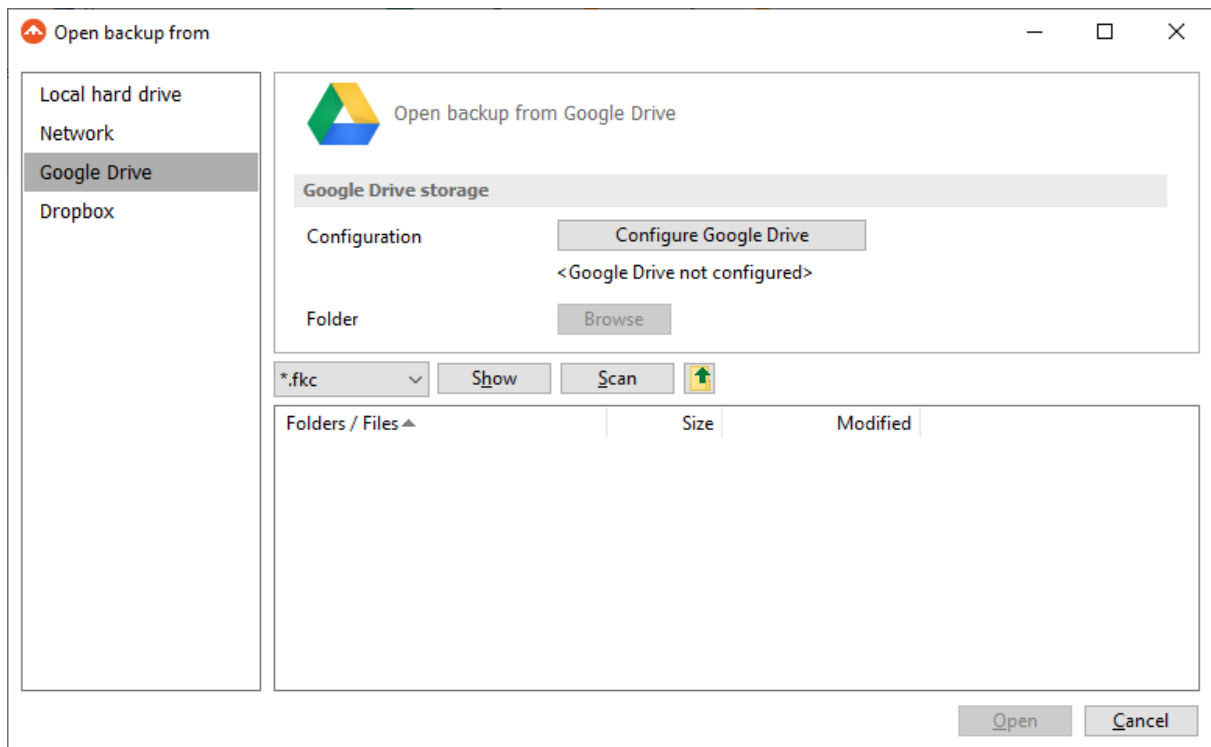 Open backup from
Local hard drive
Network
Google Drive
Dropbox
Open backup from Google Drive
Google Drive storage
Configuration
Configure Google Drive
<Google Drive not configured>
Folder
Browse
*.fkc
Show
Scan
Folders / Files
Size
Modified
Open
Cancel